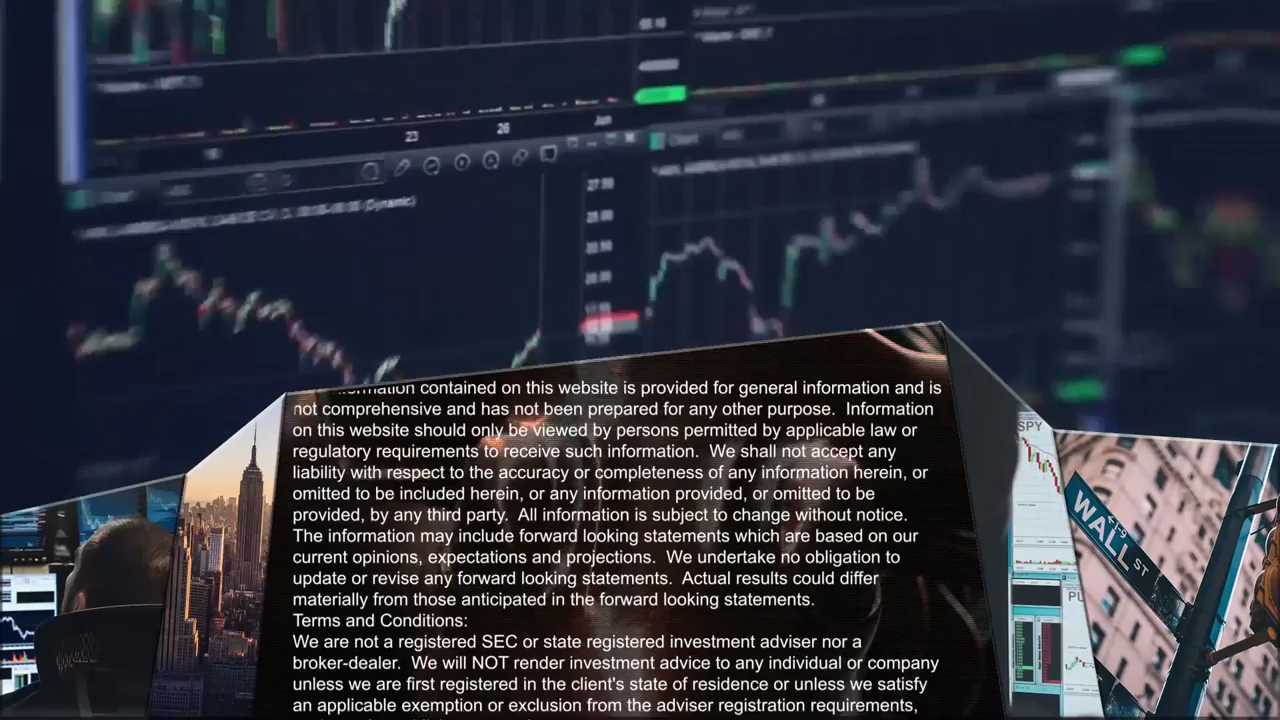 23
26
Jun
(Dynamic)
information contained on this website is provided for general information and is
not comprehensive and has not been prepared for any other purpose. Information
on this website should only be viewed by persons permitted by applicable law or
regulatory requirements to receive such information. We shall not accept any
liability with respect to the accuracy or completeness of any information herein, or
omitted to be included herein, or any information provided, or omitted to be
provided, by any third party. All information is subject to change without notice.
The information may include forward looking statements which are based on our
current opinions, expectations and projections. We undertake no obligation to
update or revise any forward looking statements. Actual results could differ
materially from those anticipated in the forward looking statements.
Terms and Conditions:
We are not a registered SEC or state registered investment adviser nor a
broker-dealer. We will NOT render investment advice to any individual or company
unless we are first registered in the client's state of residence or unless we satisfy
an applicable exemption or exclusion from the adviser registration requirements,
SPY
WALL ST